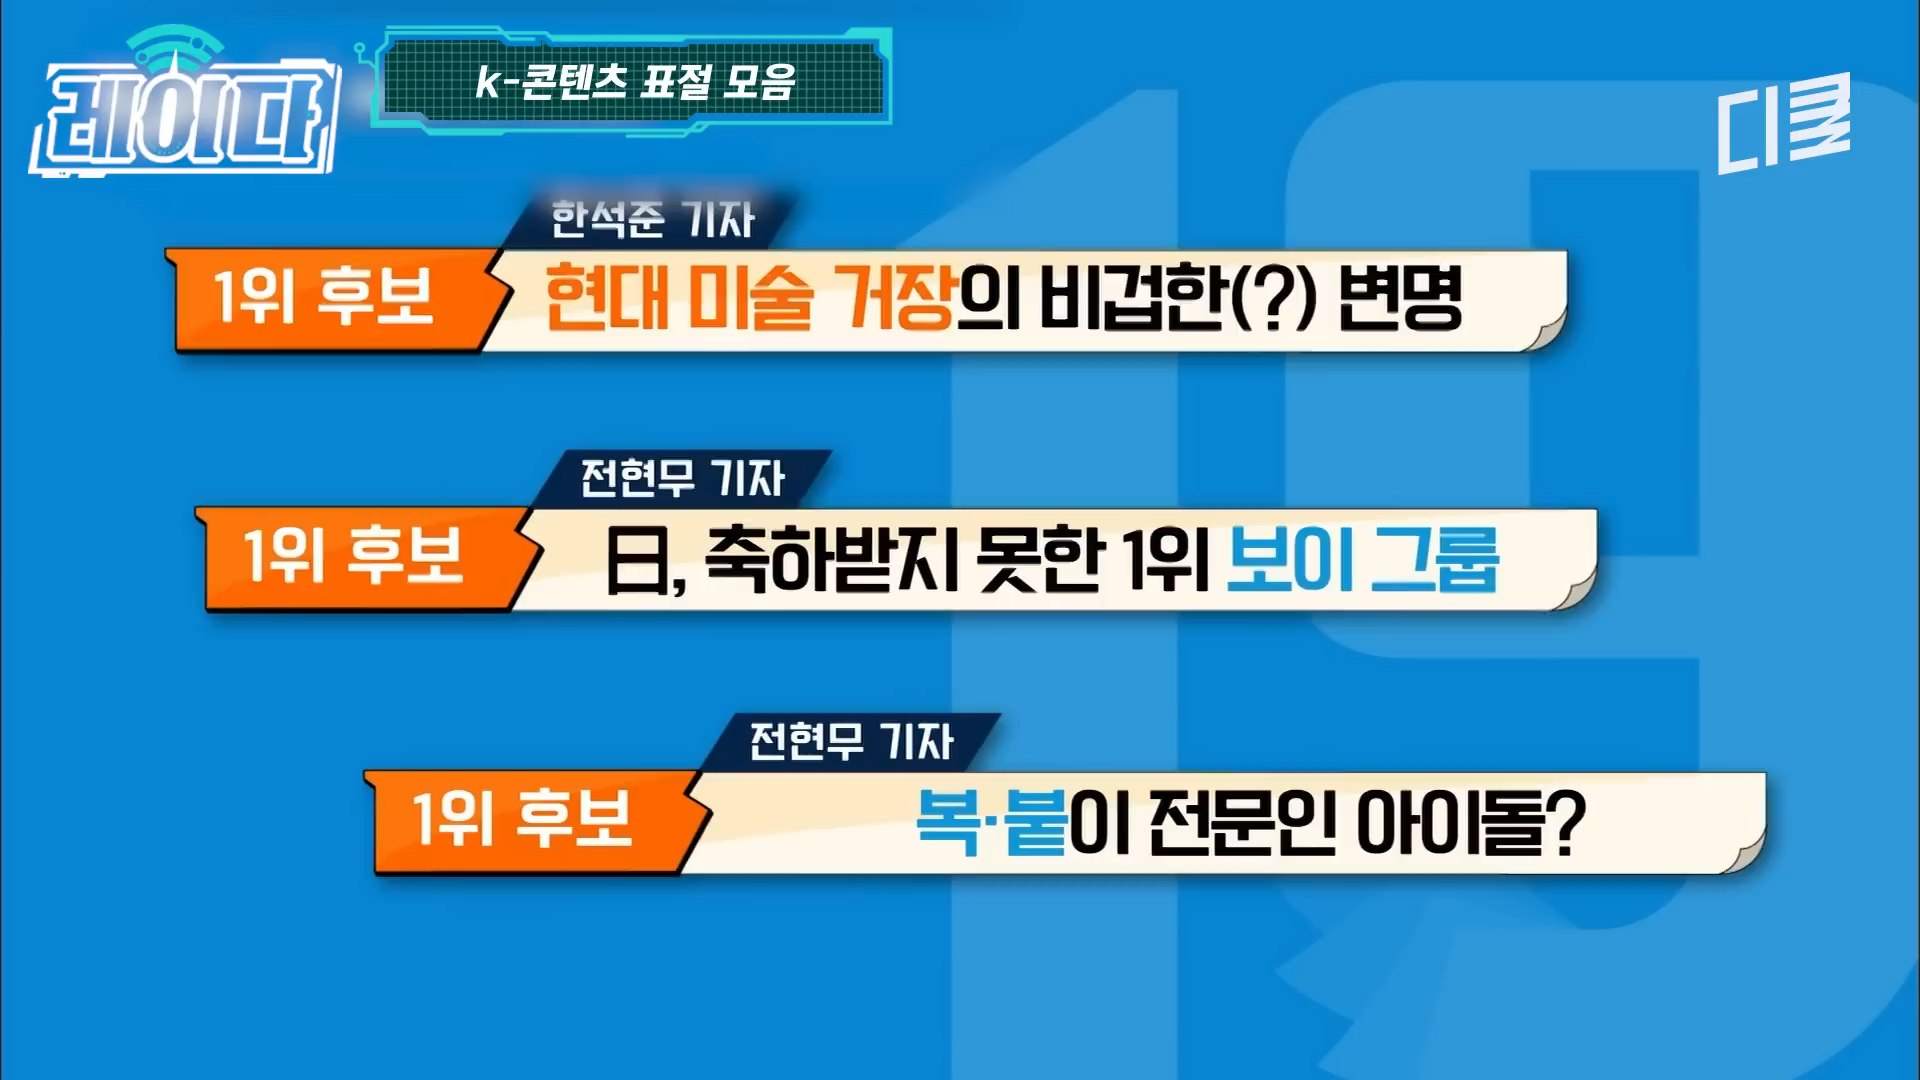 레이다
k-콘텐츠 표절 모음
디클
한석준 기자
1위 후보
현대 미술 거장의 비겁한(?) 변명
전현무 기자
1위 후보
日, 축하받지 못한 1위 보이 그룹
전현무 기자
1위 후보
복·붙이 전문인 아이돌?
19